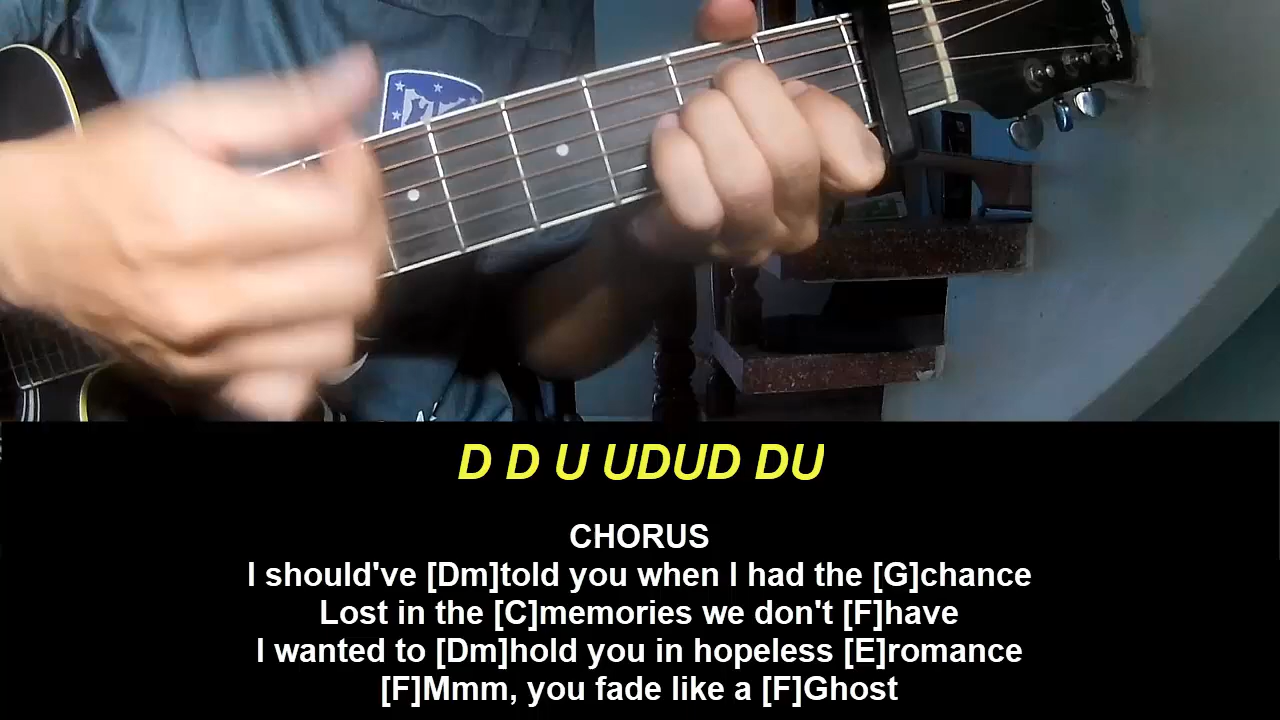 D D U UDUD DU
CHORUS
I should've [Dm]told you when I had the [G]chance
Lost in the [C]memories we don't [F]have
I wanted to [Dm]hold you in hopeless [E]romance
[F]Mmm, you fade like a [F]Ghost